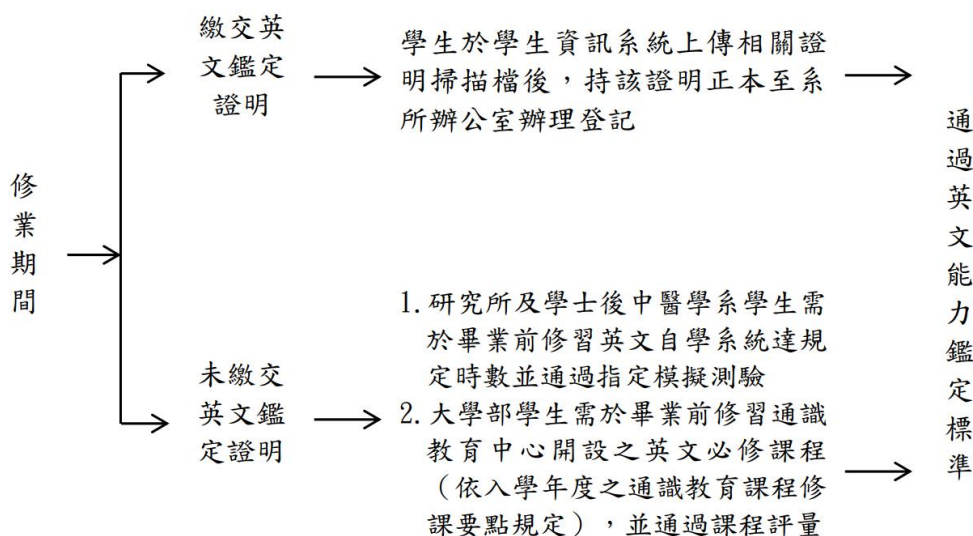 修業期間
繳交英
文鑑定
證明
學生於學生資訊系統上傳相關證
明掃描檔後，持該證明正本至系
所辦公室辦理登記
未繳交
英文鑑
定證明
1.研究所及學士後中醫學系學生需
於畢業前修習英文自學系統達規
定時數並通過指定模擬測驗
2.大學部學生需於畢業前修習通識
教育中心開設之英文必修課程
（依入學年度之通識教育課程修
課要點規定），並通過課程評量
通過英文能力鑑定標準